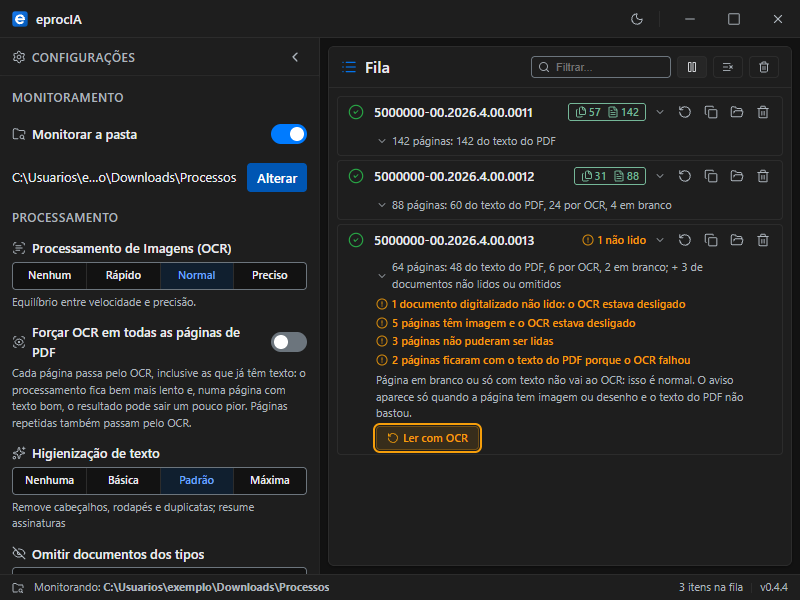 eprocIA
CONFIGURAÇÕES
MONITORAMENTO
Monitorar a pasta
C:\Usuarios\e...o\Downloads\Processos
Alterar
PROCESSAMENTO
Processamento de Imagens (OCR)
Nenhum Rápido Normal Preciso
Equilíbrio entre velocidade e precisão.
Forçar OCR em todas as páginas de
PDF
Cada página passa pelo OCR, inclusive as que já têm texto: o
processamento fica bem mais lento e, numa página com
texto bom, o resultado pode sair um pouco pior. Páginas
repetidas também passam pelo OCR.
Higienização de texto
Nenhuma Básica Padrão Máxima
Remove cabeçalhos, rodapés e duplicatas; resume
assinaturas
Omitir documentos dos tipos
Fila
Filtrar...
5000000-00.2026.4.00.0011 57 142
142 páginas: 142 do texto do PDF
5000000-00.2026.4.00.0012 31 88
88 páginas: 60 do texto do PDF, 24 por OCR, 4 em branco
5000000-00.2026.4.00.0013 1 não lido
64 páginas: 48 do texto do PDF, 6 por OCR, 2 em branco; + 3 de
documentos não lidos ou omitidos
1 documento digitalizado não lido: o OCR estava desligado
5 páginas têm imagem e o OCR estava desligado
3 páginas não puderam ser lidas
2 páginas ficaram com o texto do PDF porque o OCR falhou
Página em branco ou só com texto não vai ao OCR: isso é normal. O aviso
aparece só quando a página tem imagem ou desenho e o texto do PDF não
bastou.
Ler com OCR
Monitorando: C:\Usuarios\exemplo\Downloads\Processos
3 itens na fila v0.4.4